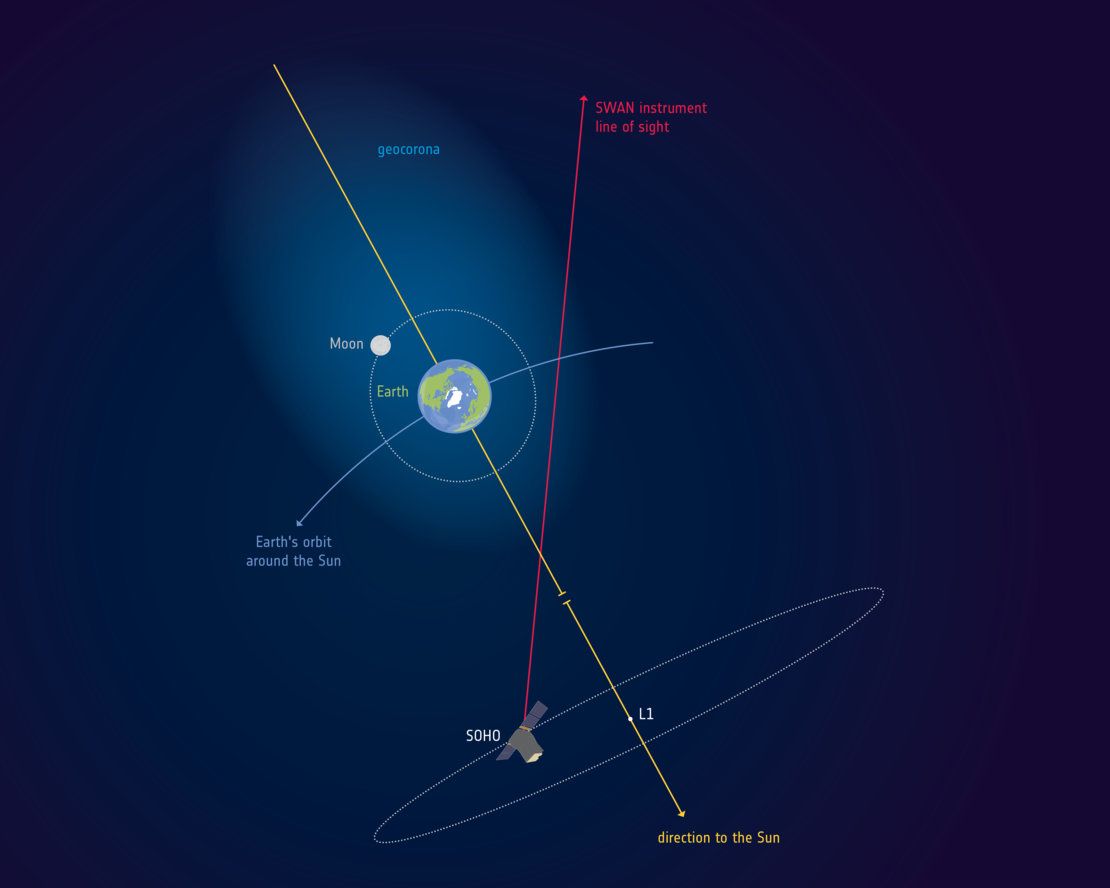 SWAN instrument
line of sight
geocorona
Moon
Earth
Earth's orbit
around the Sun
L1
SOHO
direction to the Sun